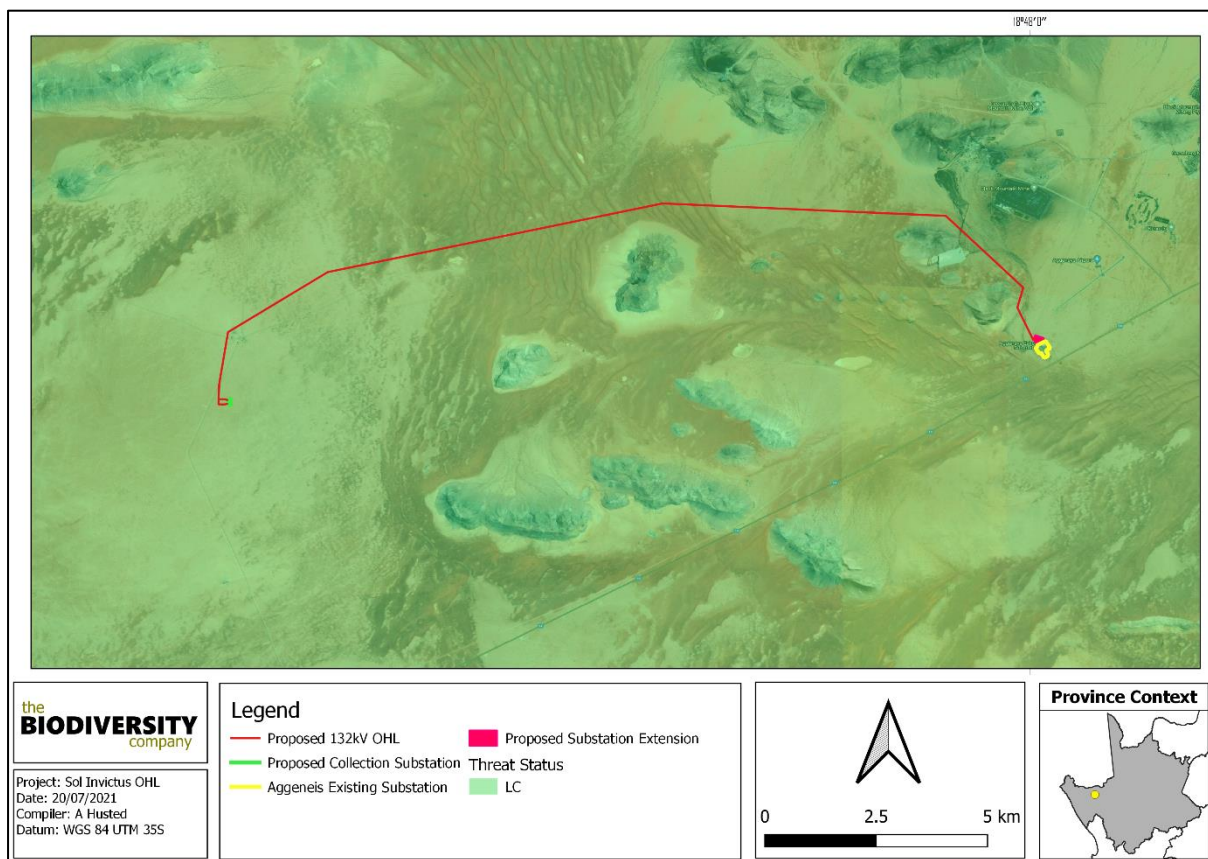 18°48'0"
the
BIODIVERSITY
company
Project: Sol Invictus OHL
Date: 20/07/2021
Compiler: A Husted
Datum: WGS 84 UTM 35S
Legend
Proposed 132kV OHL
Proposed Collection Substation
Aggeneis Existing Substation
Proposed Substation Extension
Threat Status
LC
0 2.5 5 km
Province Context